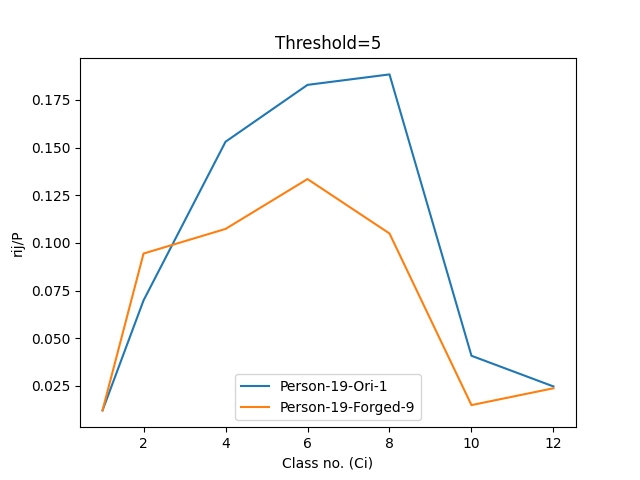 Threshold=5
0.175
0.150
0.125
0.100
0.075
0.050
0.025
rij/P
Person-19-Ori-1
Person-19-Forged-9
2 4 6 8 10 12
Class no. (Ci)